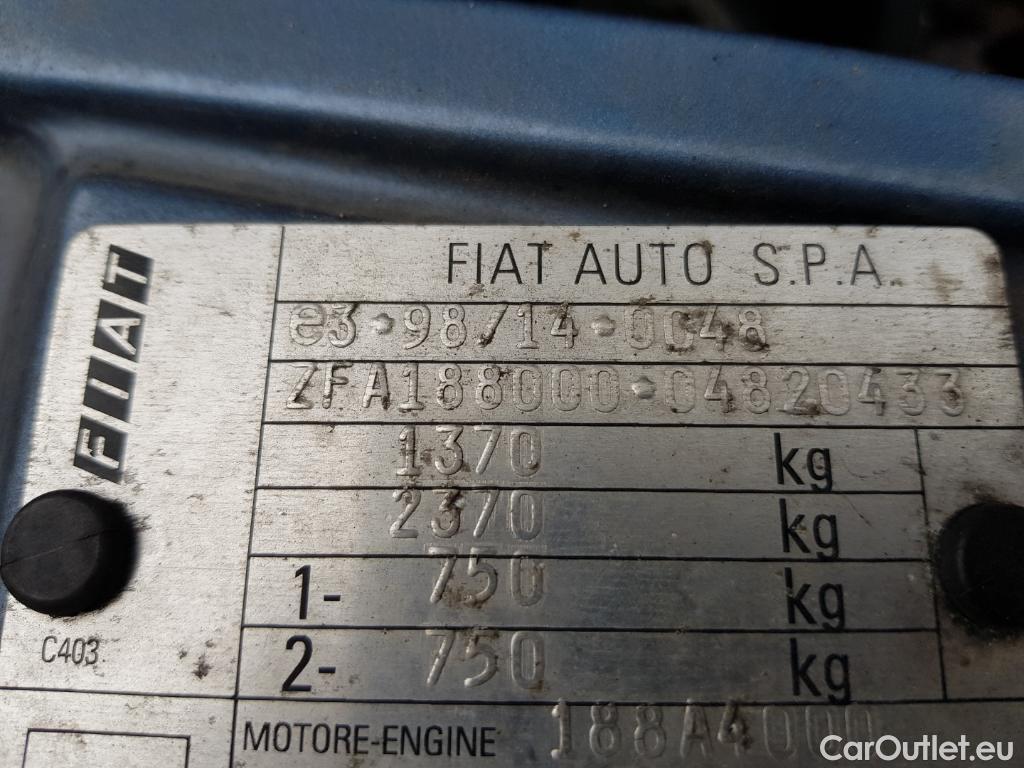 FIAT
FIAT AUTO S.P.A.
e3*98/14*0048
ZFA188000*04820433
1370 kg
2370 kg
1- 750 kg
2- 750 kg
C403
MOTORE-ENGINE 188A4000
CarOutlet.eu